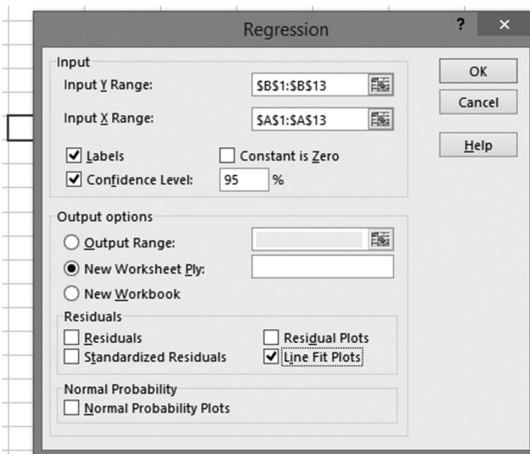 Regression
?
×
Input
Input Y Range:
$B$1:$B$13
Input X Range:
$A$1:$A$13
Labels
Constant is Zero
Confidence Level:
95
%
OK
Cancel
Help
Output options
Output Range:
New Worksheet Ply:
New Workbook
Residuals
Residuals
Residual Plots
Standardized Residuals
Line Fit Plots
Normal Probability
Normal Probability Plots